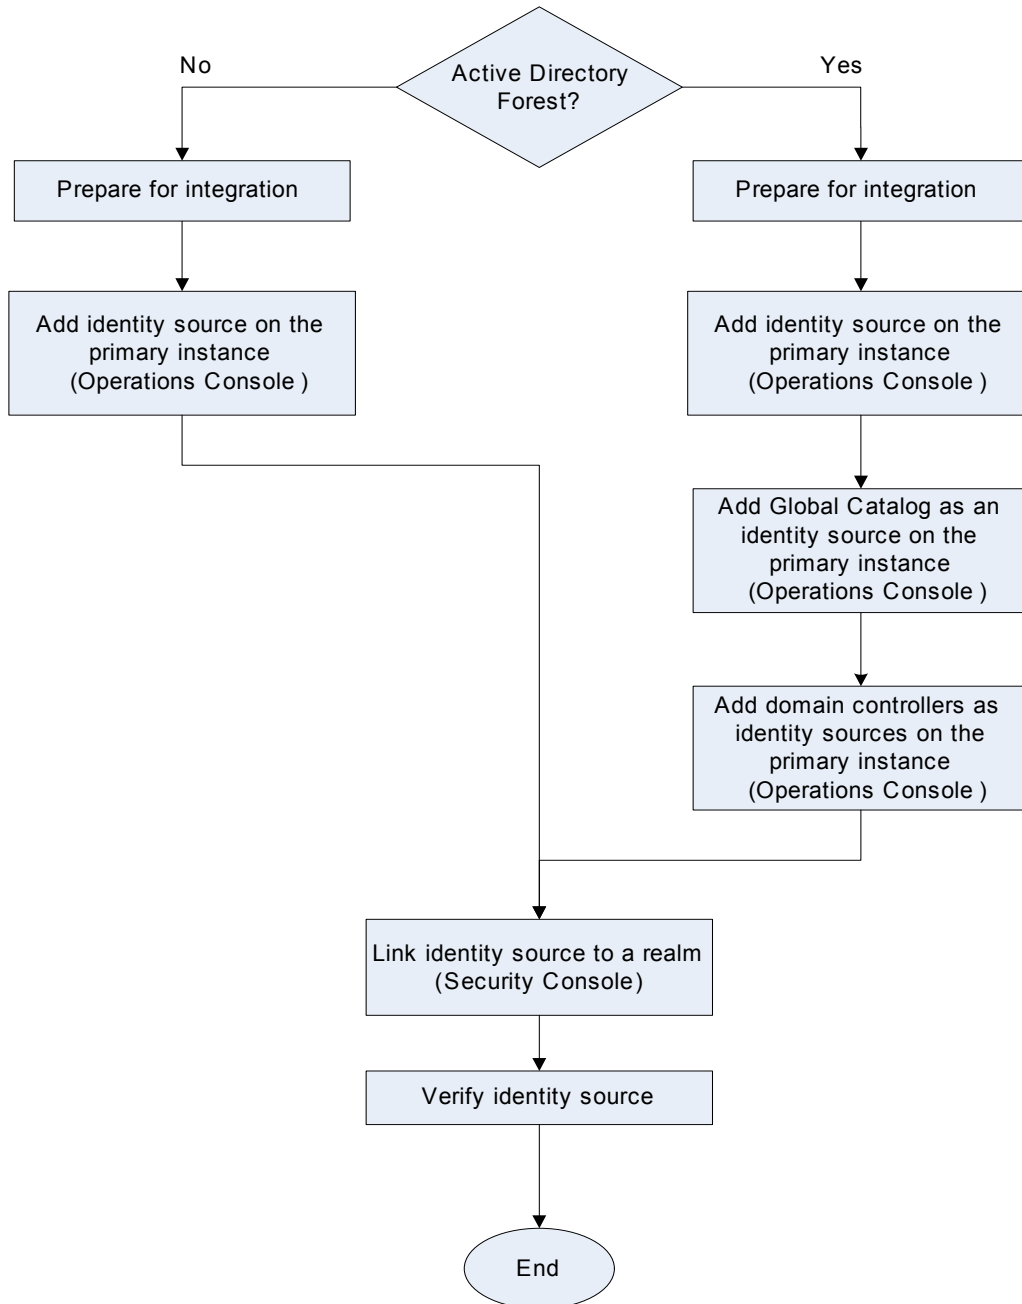 Active Directory
Forest?
No
Yes
Prepare for integration
Prepare for integration
Add identity source on the
primary instance
(Operations Console )
Add identity source on the
primary instance
(Operations Console )
Add Global Catalog as an
identity source on the
primary instance
(Operations Console )
Add domain controllers as
identity sources on the
primary instance
(Operations Console )
Link identity source to a realm
(Security Console)
Verify identity source
End